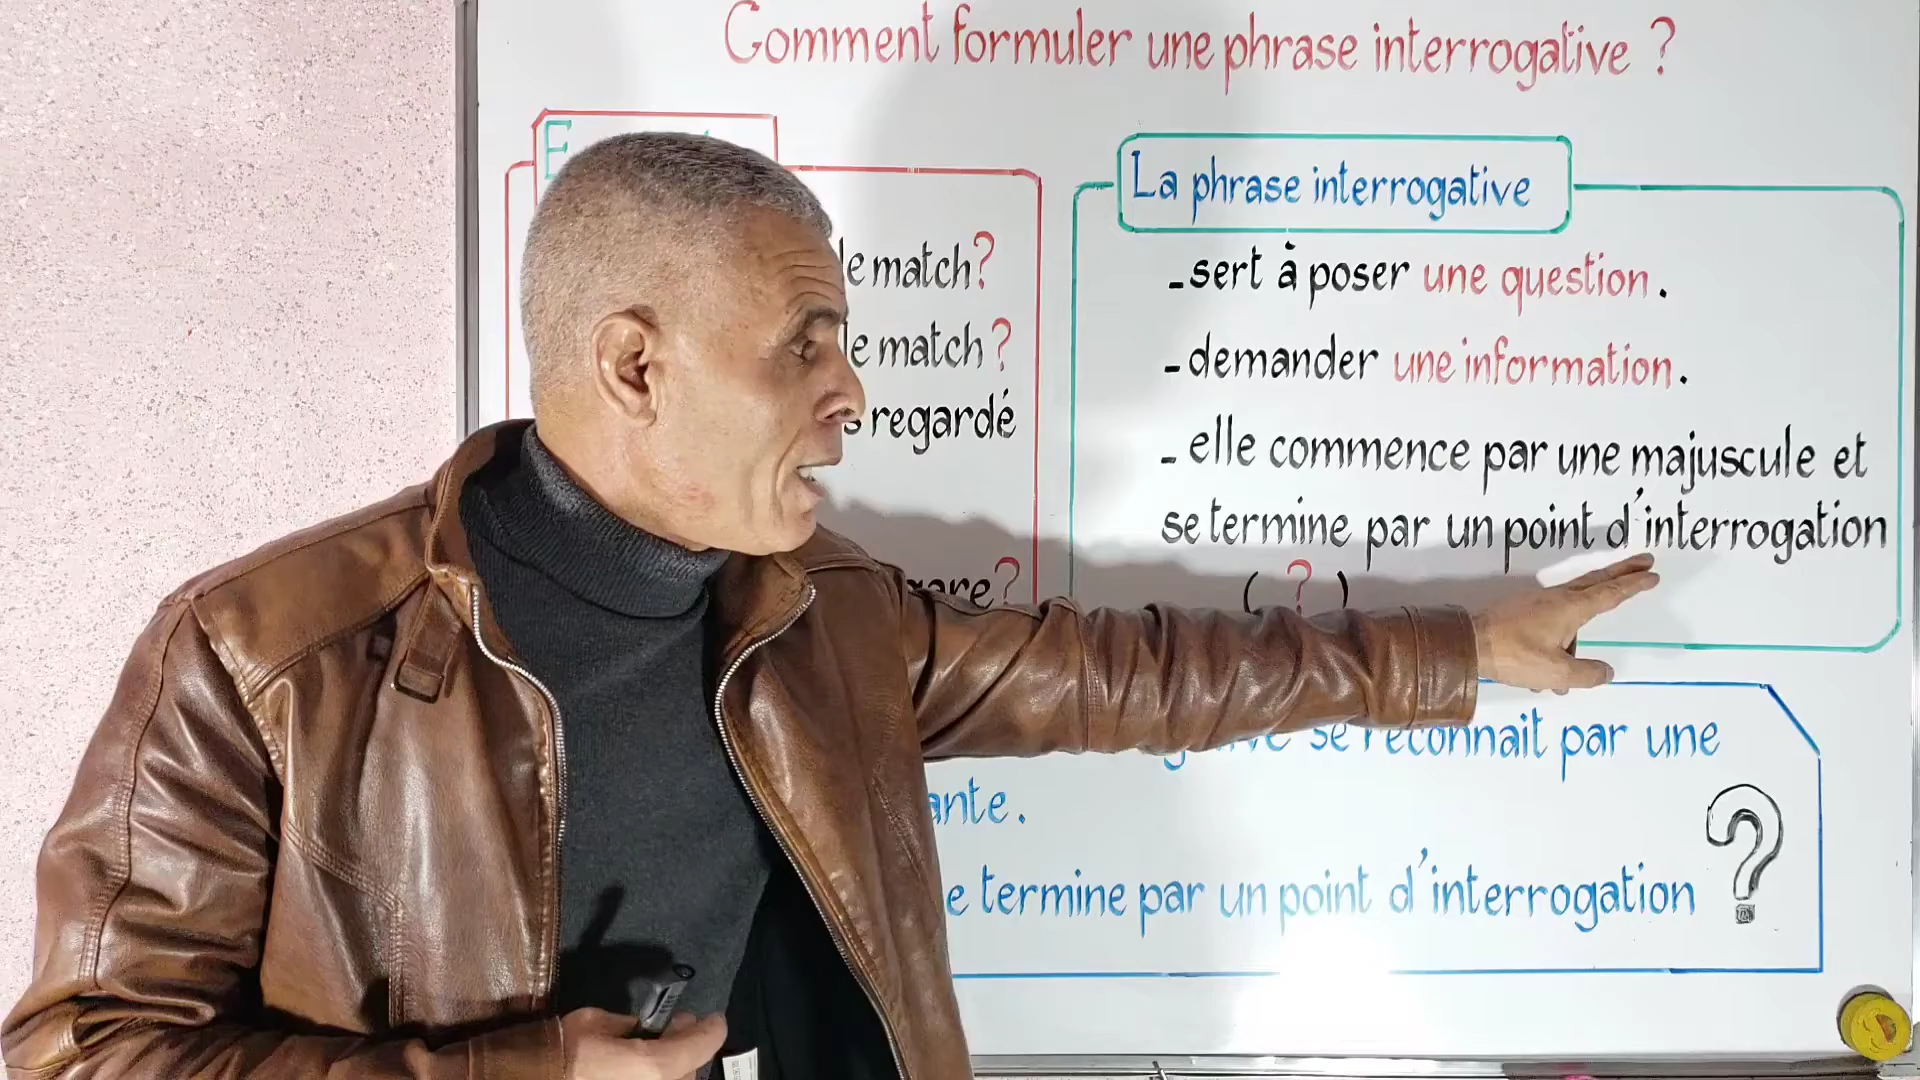 Comment formuler une phrase interrogative ?
le match?
le match ?
regardé
La phrase interrogative
- sert à poser une question .
- demander une information .
- elle commence par une majuscule et
se termine par un point d'interrogation
( ? )
se reconnait par une
.
termine par un point d'interrogation
?